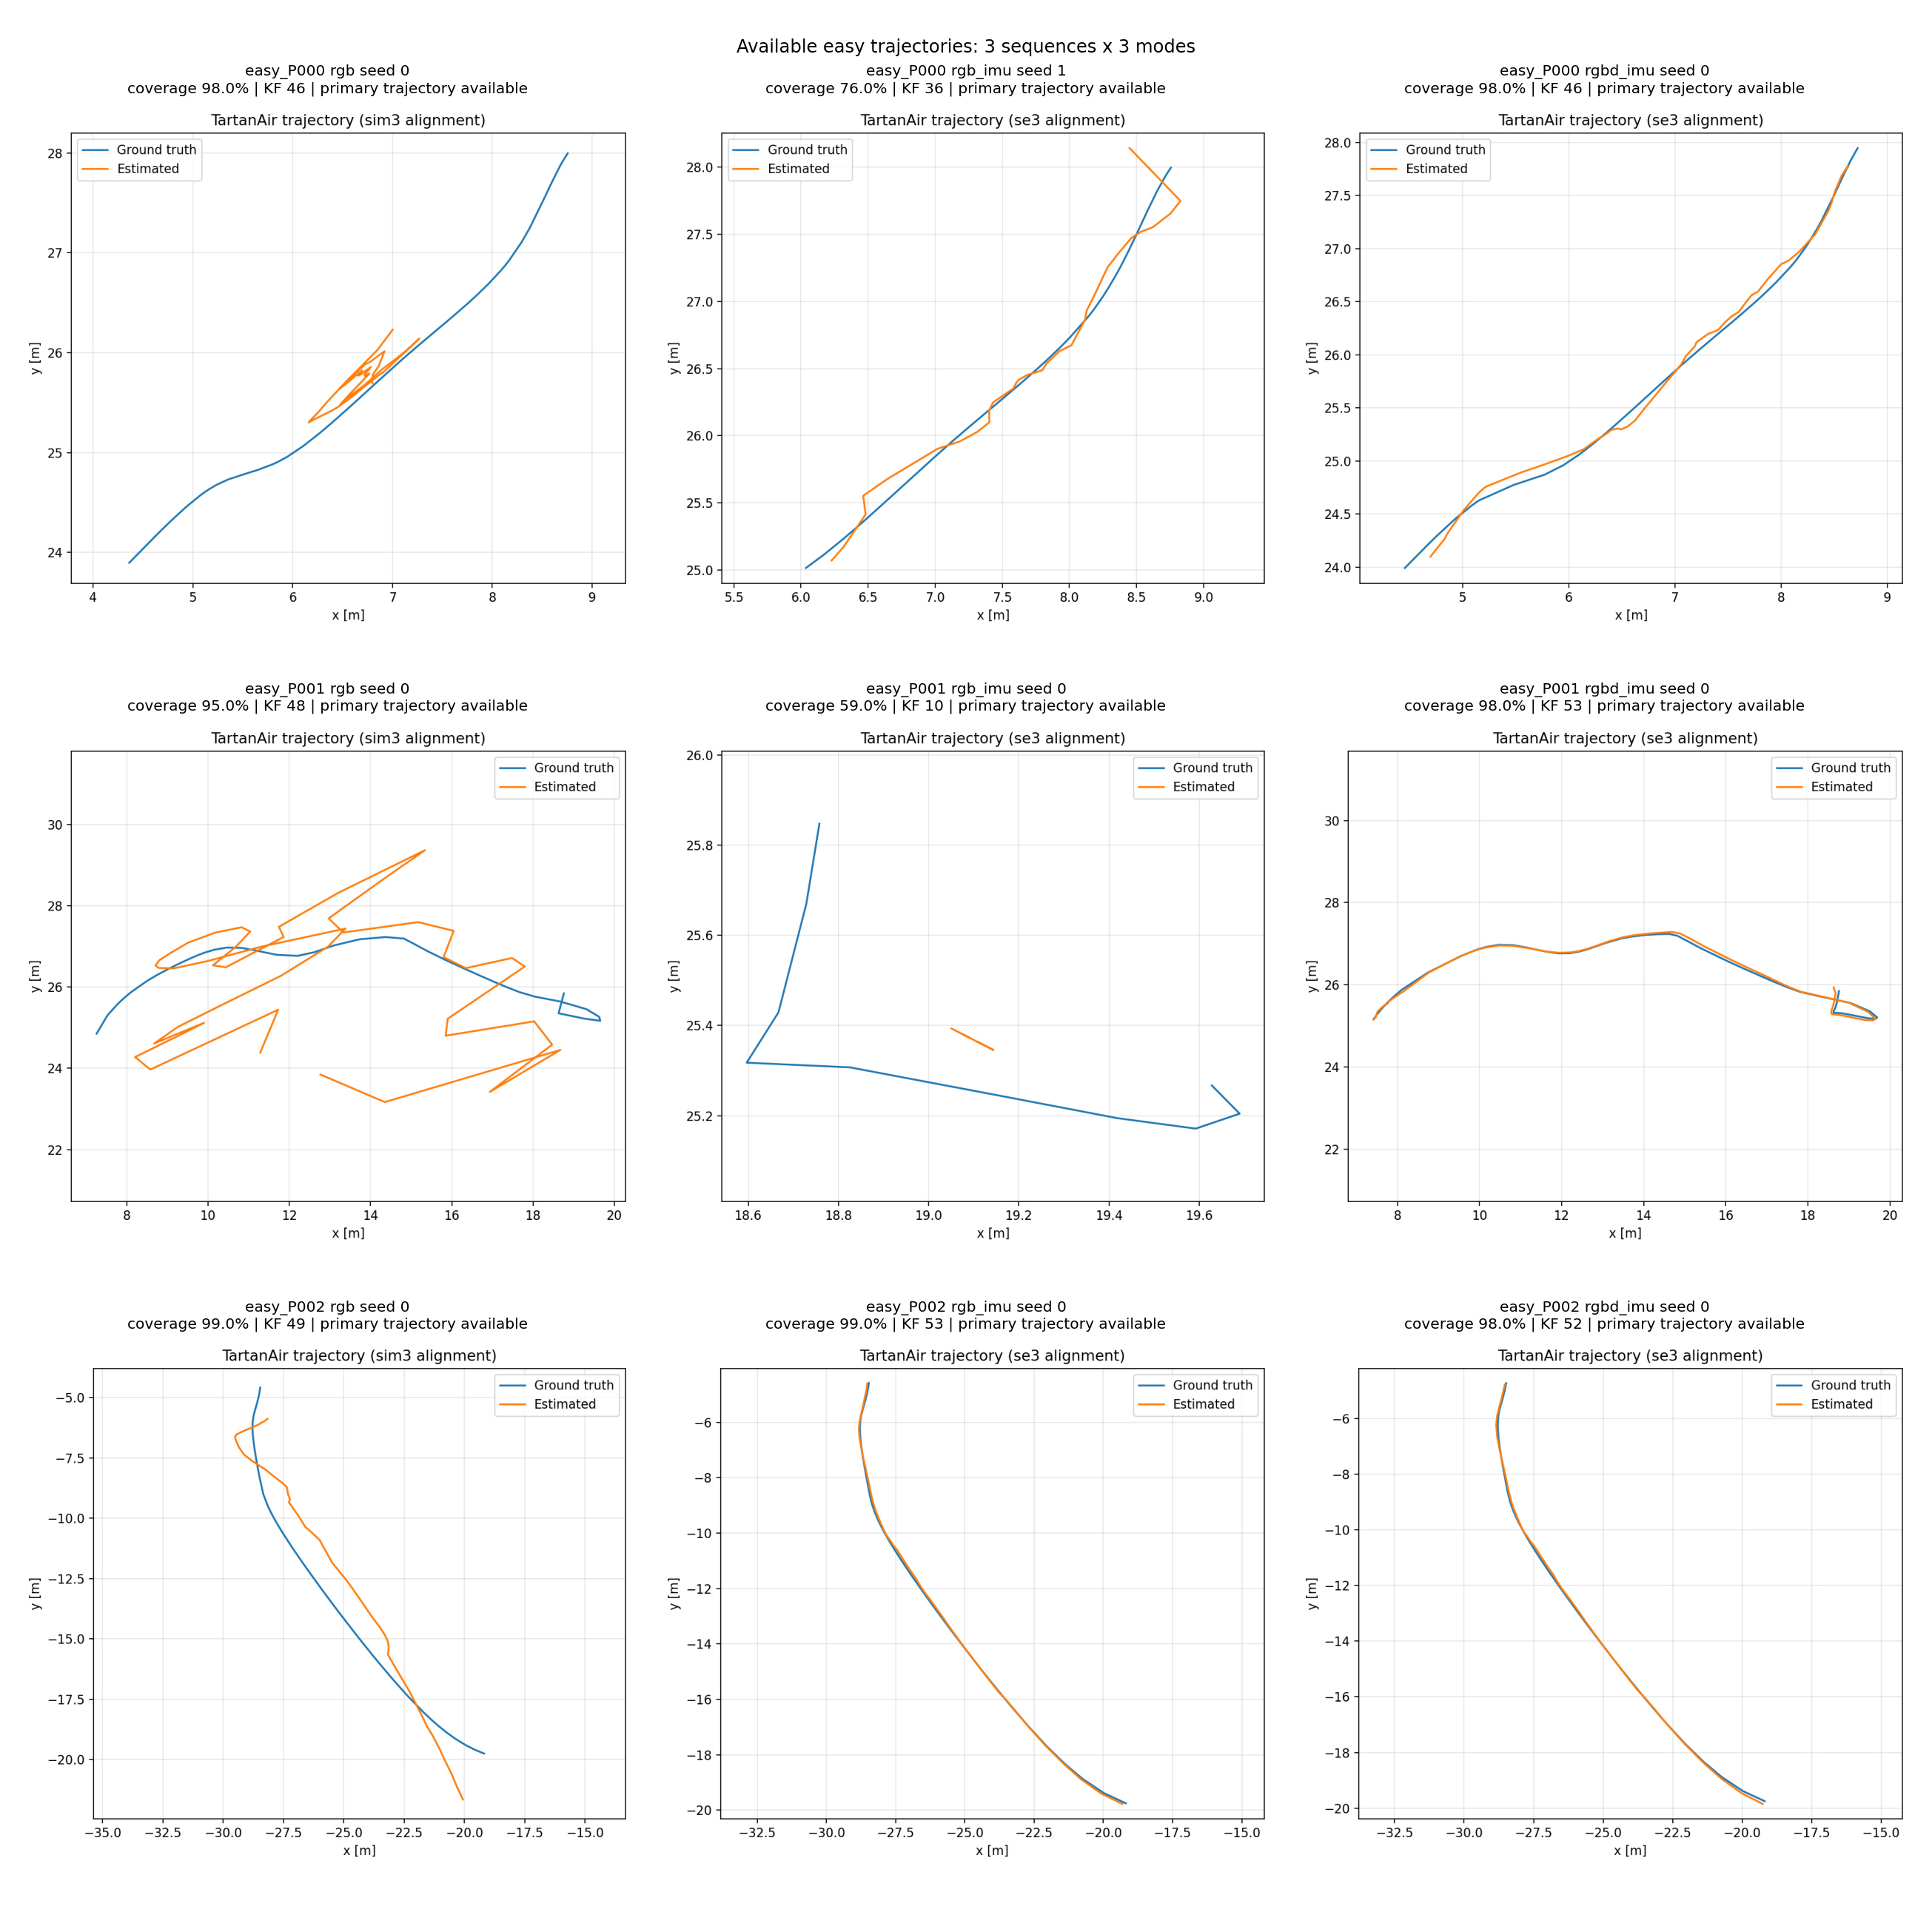 Available easy trajectories: 3 sequences x 3 modes
easy_P000 rgb seed 0
coverage 98.0% | KF 46 | primary trajectory available
TartanAir trajectory (sim3 alignment)
Ground truth
Estimated
28
27
26
25
24
y [m]
4 5 6 7 8 9
x [m]
easy_P000 rgb_imu seed 1
coverage 76.0% | KF 36 | primary trajectory available
TartanAir trajectory (se3 alignment)
Ground truth
Estimated
28.0
27.5
27.0
26.5
26.0
25.5
25.0
y [m]
5.5 6.0 6.5 7.0 7.5 8.0 8.5 9.0
x [m]
easy_P000 rgbd_imu seed 0
coverage 98.0% | KF 46 | primary trajectory available
TartanAir trajectory (se3 alignment)
Ground truth
Estimated
28.0
27.5
27.0
26.5
26.0
25.5
25.0
24.5
24.0
y [m]
5 6 7 8 9
x [m]
easy_P001 rgb seed 0
coverage 95.0% | KF 48 | primary trajectory available
TartanAir trajectory (sim3 alignment)
Ground truth
Estimated
30
28
26
24
22
y [m]
8 10 12 14 16 18 20
x [m]
easy_P001 rgb_imu seed 0
coverage 59.0% | KF 10 | primary trajectory available
TartanAir trajectory (se3 alignment)
Ground truth
Estimated
26.0
25.8
25.6
25.4
25.2
y [m]
18.6 18.8 19.0 19.2 19.4 19.6
x [m]
easy_P001 rgbd_imu seed 0
coverage 98.0% | KF 53 | primary trajectory available
TartanAir trajectory (se3 alignment)
Ground truth
Estimated
30
28
26
24
22
y [m]
8 10 12 14 16 18 20
x [m]
easy_P002 rgb seed 0
coverage 99.0% | KF 49 | primary trajectory available
TartanAir trajectory (sim3 alignment)
Ground truth
Estimated
−5.0
−7.5
−10.0
−12.5
−15.0
−17.5
−20.0
y [m]
−35.0 −32.5 −30.0 −27.5 −25.0 −22.5 −20.0 −17.5 −15.0
x [m]
easy_P002 rgb_imu seed 0
coverage 99.0% | KF 53 | primary trajectory available
TartanAir trajectory (se3 alignment)
Ground truth
Estimated
−6
−8
−10
−12
−14
−16
−18
−20
y [m]
−32.5 −30.0 −27.5 −25.0 −22.5 −20.0 −17.5 −15.0
x [m]
easy_P002 rgbd_imu seed 0
coverage 98.0% | KF 52 | primary trajectory available
TartanAir trajectory (se3 alignment)
Ground truth
Estimated
−6
−8
−10
−12
−14
−16
−18
−20
y [m]
−32.5 −30.0 −27.5 −25.0 −22.5 −20.0 −17.5 −15.0
x [m]